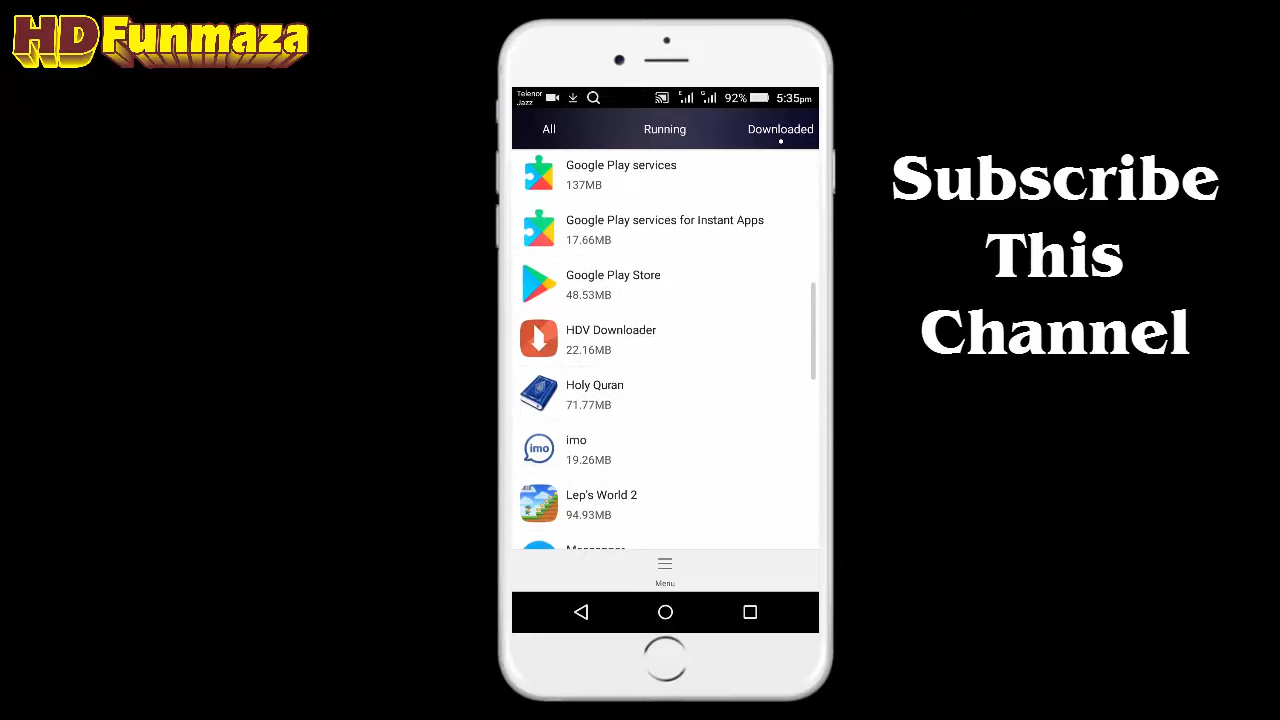 HDFunmaza
Telenor
Jazz
92%
5:35pm
All
Running
Downloaded
Google Play services
137MB
Google Play services for Instant Apps
17.66MB
Google Play Store
48.53MB
HDV Downloader
22.16MB
Holy Quran
71.77MB
imo
imo
19.26MB
Lep's World 2
94.93MB
Menu
Subscribe
This
Channel